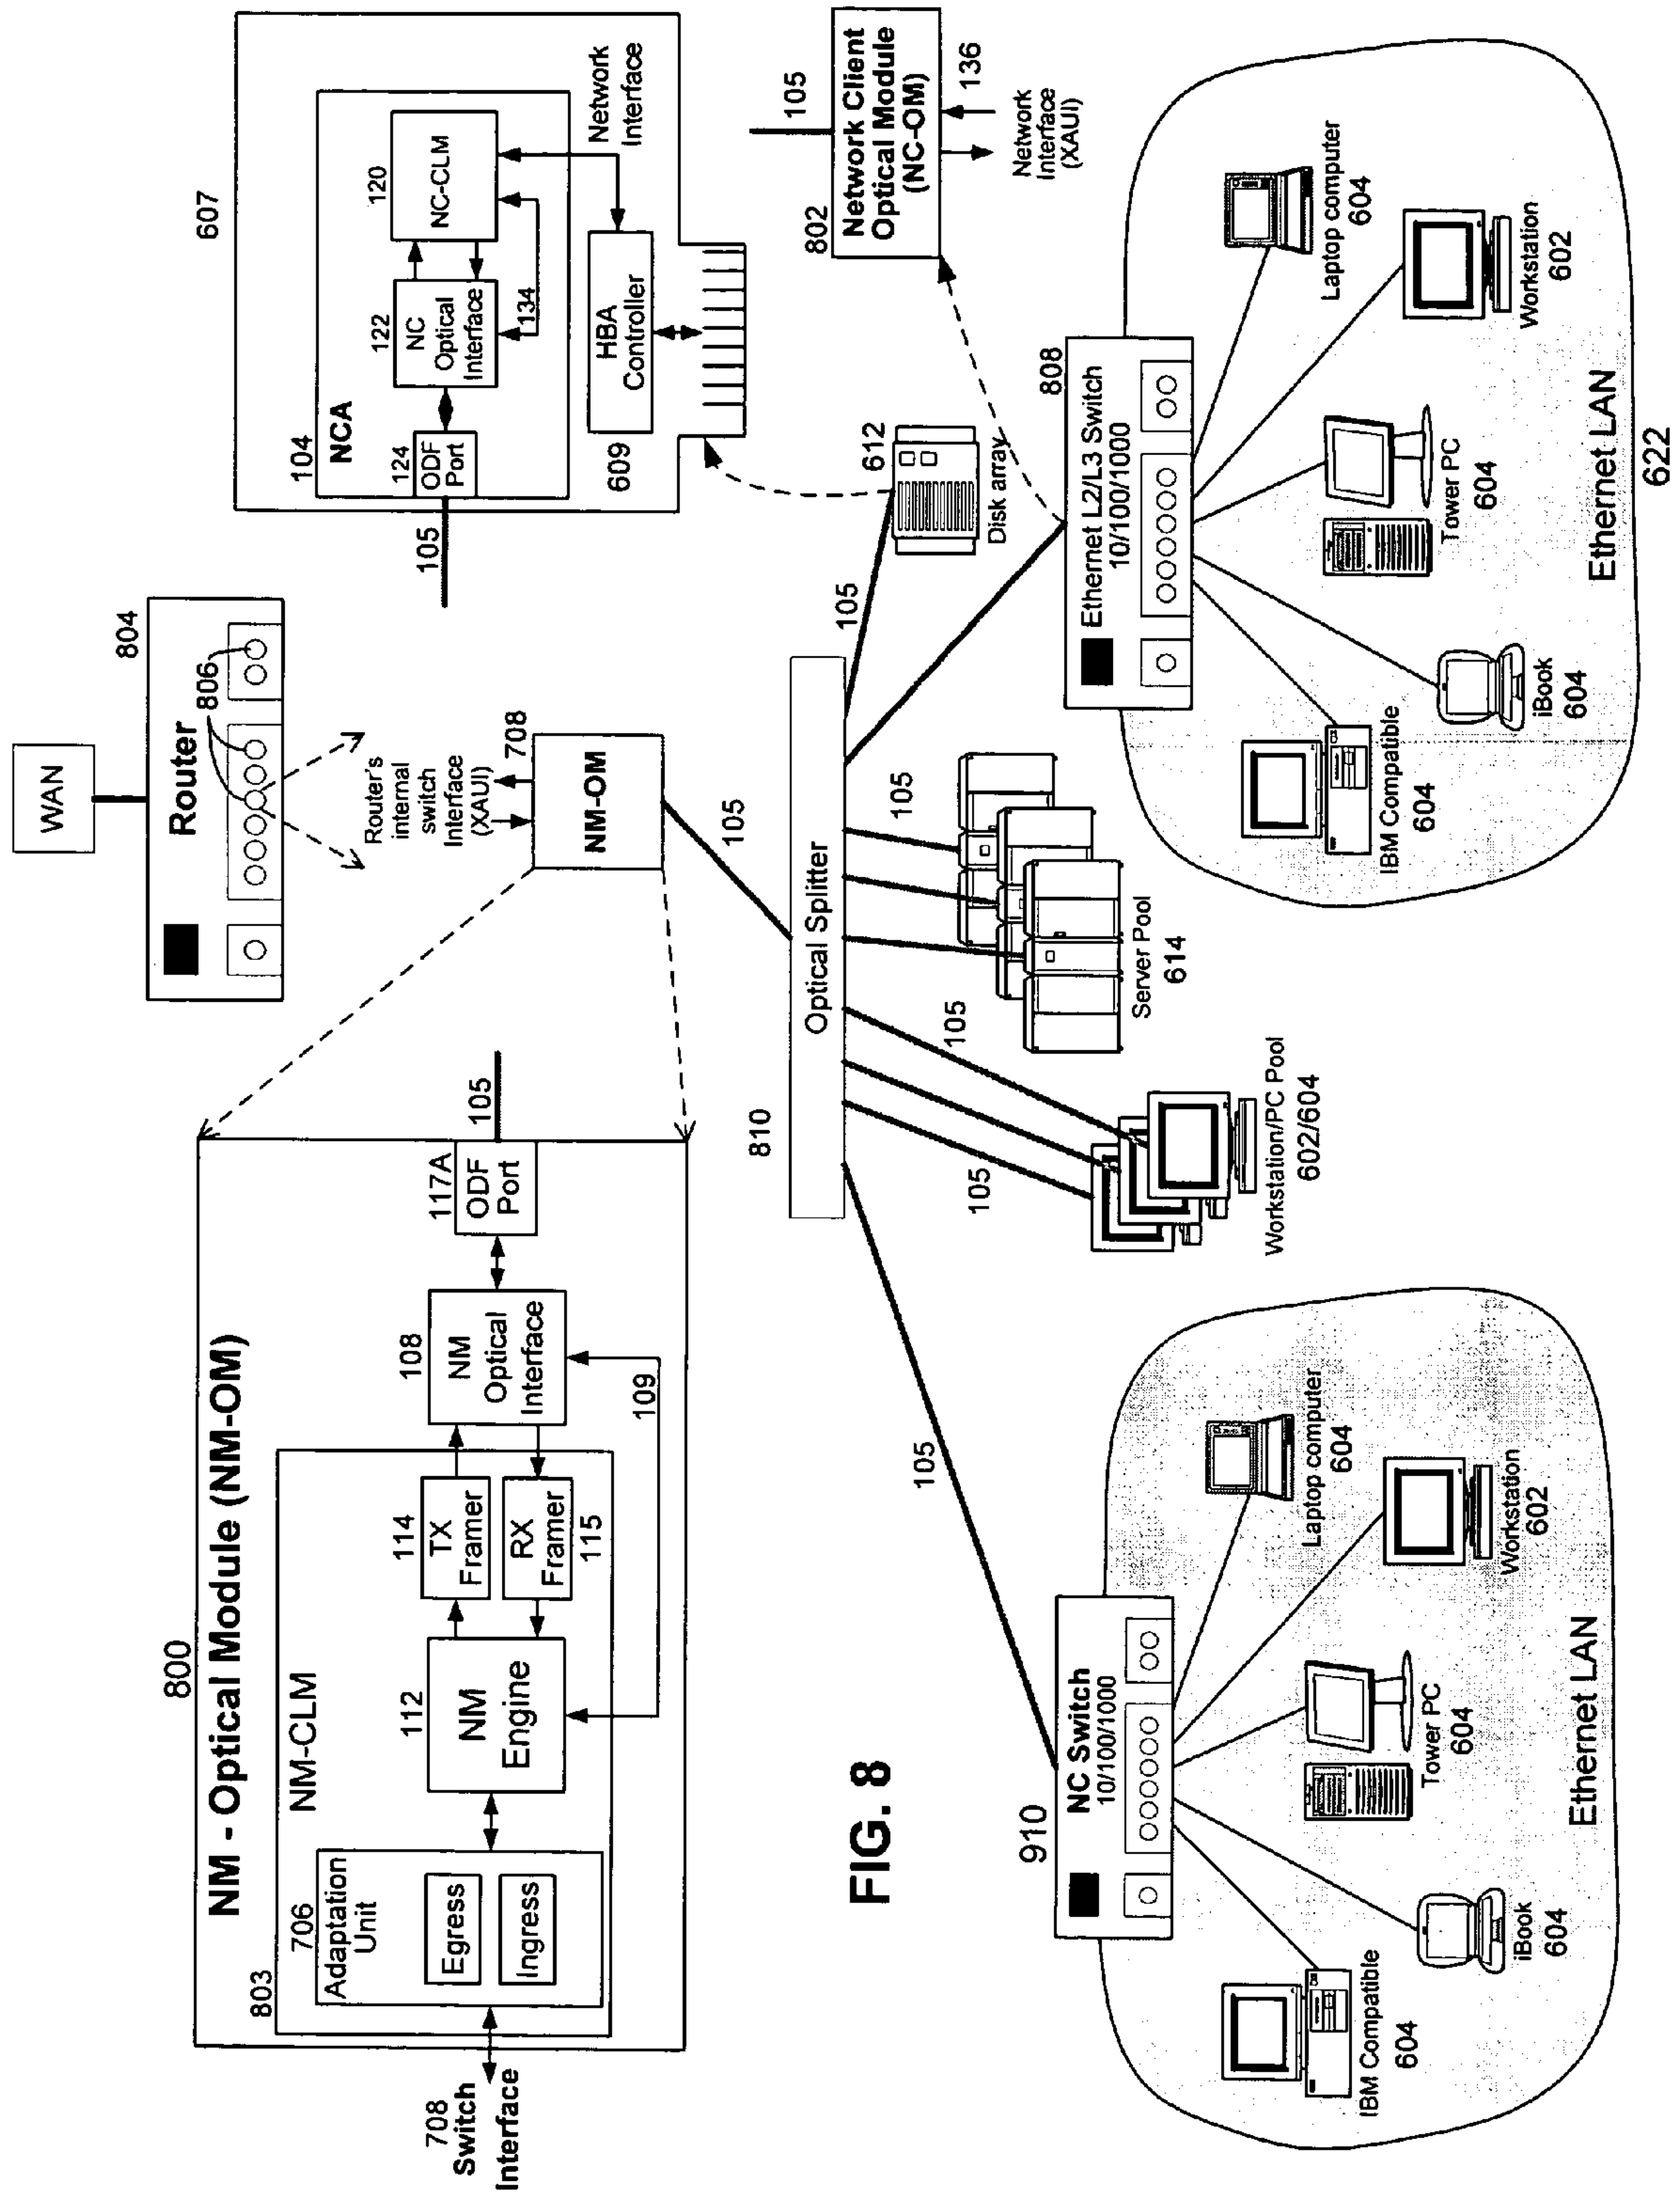 WAN
804
Router
806
Router's
internal
switch
Interface
(XAUI)
708
NM-OM
105
800
NM - Optical Module (NM-OM)
803
NM-CLM
706
Adaptation
Unit
Egress
Ingress
112
NM
Engine
114
TX
Framer
RX
Framer
115
108
NM
Optical
Interface
109
117A
ODF
Port
105
708
Switch
Interface
607
104
NCA
124
ODF
Port
105
122
NC
Optical
Interface
120
NC-CLM
134
609
HBA
Controller
Network
Interface
105
802
Network Client
Optical Module
(NC-OM)
136
Network
Interface
(XAUI)
810
Optical Splitter
105
612
Disk array
105
Server Pool
614
105
105
Workstation/PC Pool
602/604
105
808
Ethernet L2/L3 Switch
10/100/1000
IBM Compatible
604
iBook
604
Tower PC
604
Workstation
602
Laptop computer
604
Ethernet LAN
622
910
NC Switch
10/100/1000
IBM Compatible
604
iBook
604
Tower PC
604
Workstation
602
Laptop computer
604
Ethernet LAN
FIG. 8